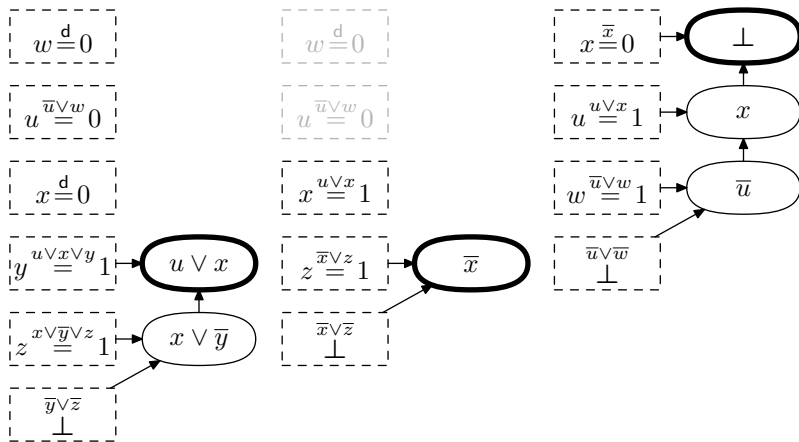 w =ᵈ 0
u =^{u̅∨w} 0
x =ᵈ 0
y =^{u∨x∨y} 1
u ∨ x
z =^{x∨y̅∨z} 1
x ∨ y̅
y̅∨z̅
⊥
w =ᵈ 0
u =^{u̅∨w} 0
x =^{u∨x} 1
z =^{x̅∨z} 1
x̅
x̅∨z̅
⊥
x =^{x̅} 0
⊥
u =^{u∨x} 1
x
w =^{u̅∨w} 1
u̅
u̅∨w̅
⊥